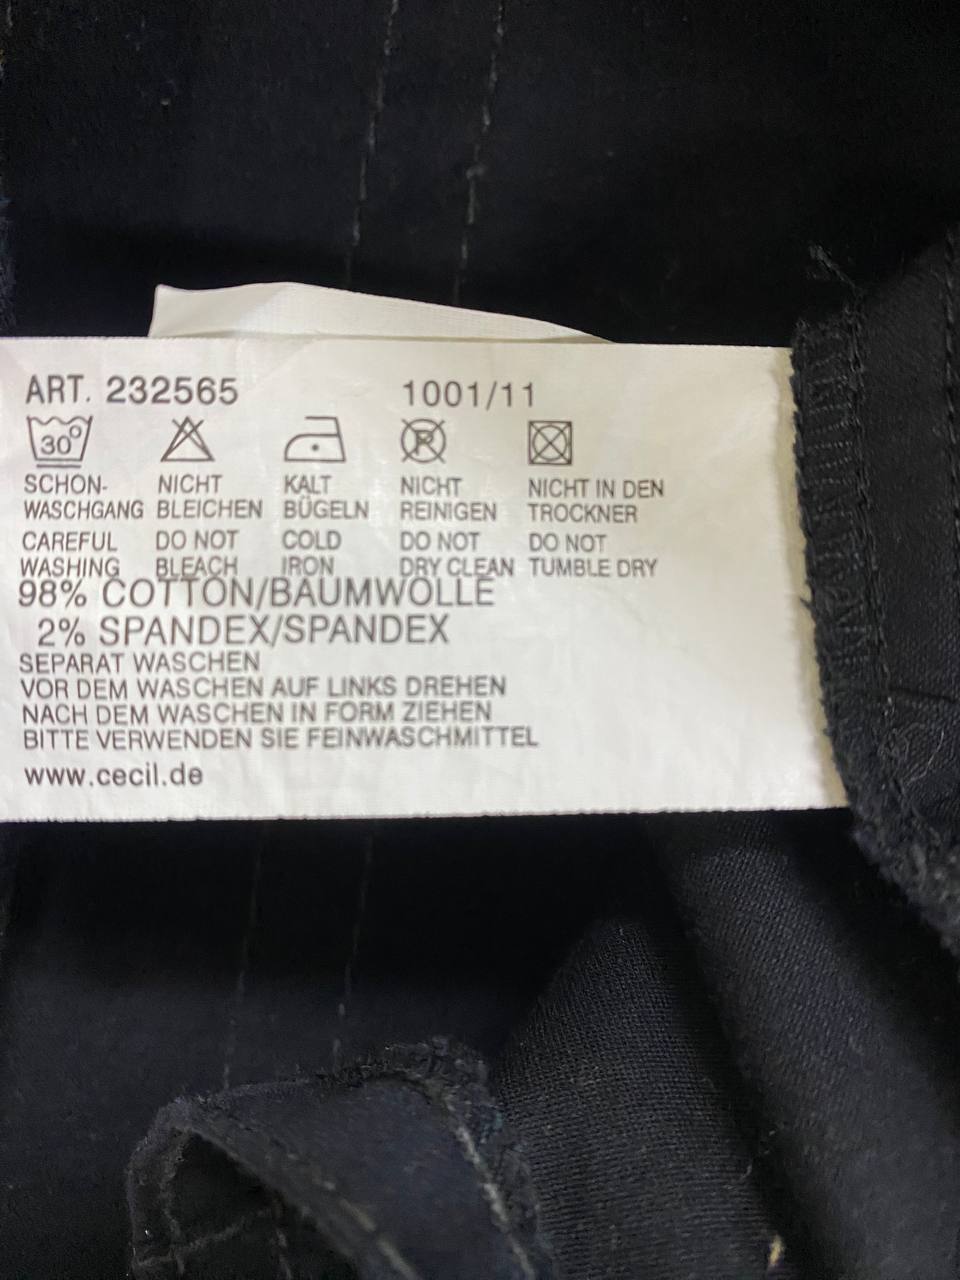 ART. 232565 1001/11
30° P
SCHON- NICHT KALT NICHT NICHT IN DEN
WASCHGANG BLEICHEN BÜGELN REINIGEN TROCKNER
CAREFUL DO NOT COLD DO NOT DO NOT
WASHING BLEACH IRON DRY CLEAN TUMBLE DRY
98% COTTON/BAUMWOLLE
2% SPANDEX/SPANDEX
SEPARAT WASCHEN
VOR DEM WASCHEN AUF LINKS DREHEN
NACH DEM WASCHEN IN FORM ZIEHEN
BITTE VERWENDEN SIE FEINWASCHMITTEL
www.cecil.de